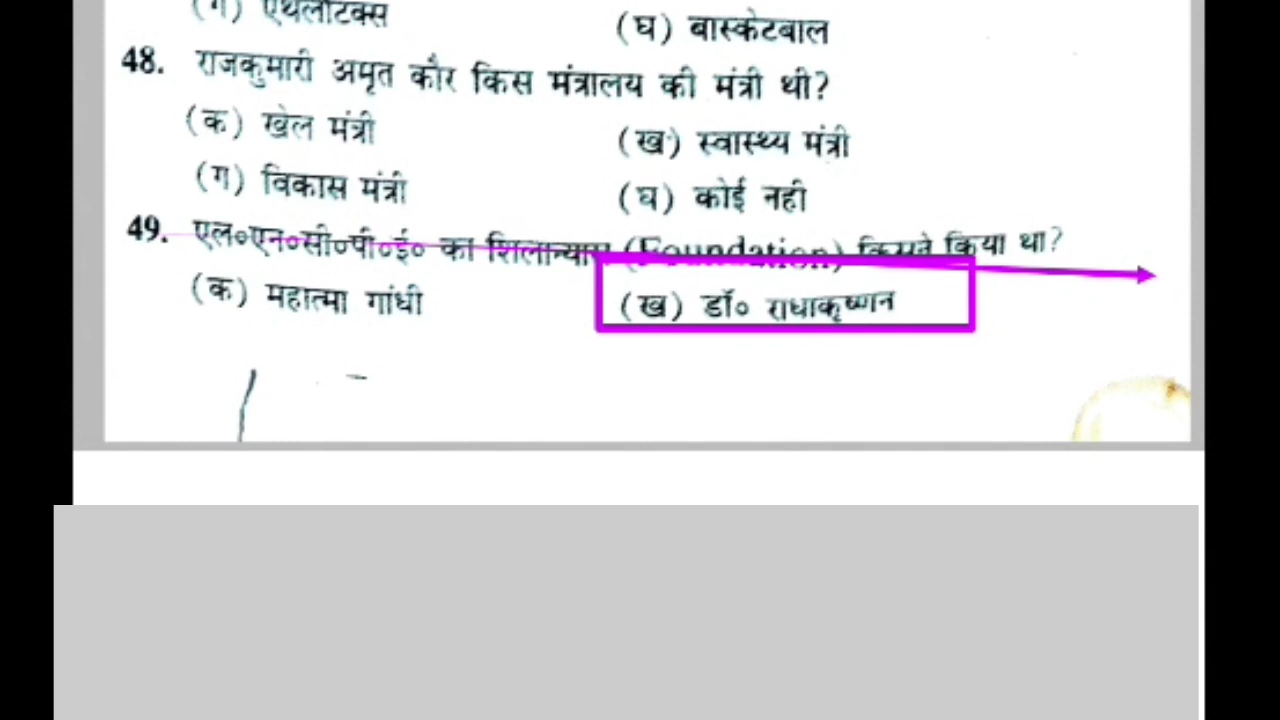 (ग) एथलेटिक्स (घ) बास्केटबाल
48. राजकुमारी अमृत कौर किस मंत्रालय की मंत्री थी?
(क) खेल मंत्री (ख) स्वास्थ्य मंत्री
(ग) विकास मंत्री (घ) कोई नही
49. एल०एन०सी०पी०ई० का शिलान्यास (Foundation) किसने किया था?
(क) महात्मा गांधी (ख) डॉ० राधाकृष्णन